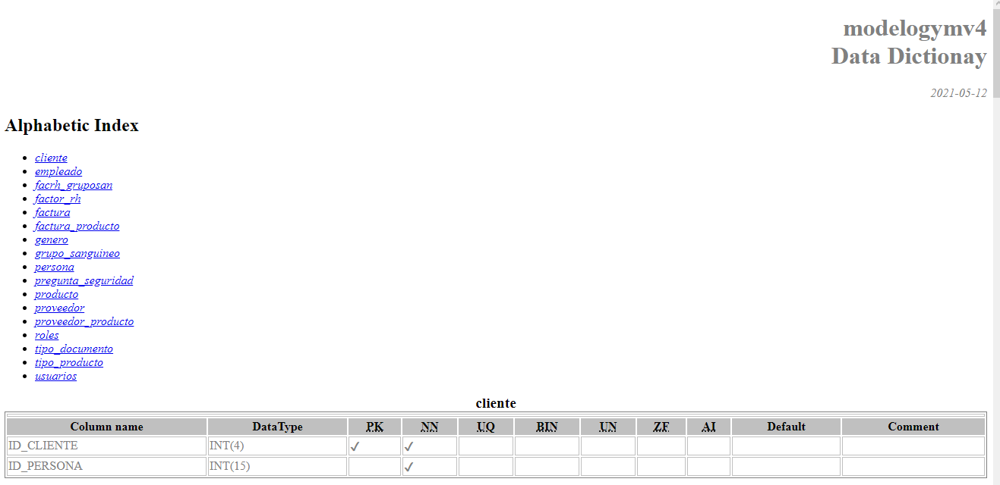 modelogymv4
Data Dictionay
2021-05-12
Alphabetic Index
cliente
empleado
facrh_gruposan
factor_rh
factura
factura_producto
genero
grupo_sanguineo
persona
pregunta_seguridad
producto
proveedor
proveedor_producto
roles
tipo_documento
tipo_producto
usuarios
cliente
Column name DataType PK NN UQ BIN UN ZF AI Default Comment
ID_CLIENTE INT(4) ✓ ✓
ID_PERSONA INT(15) ✓